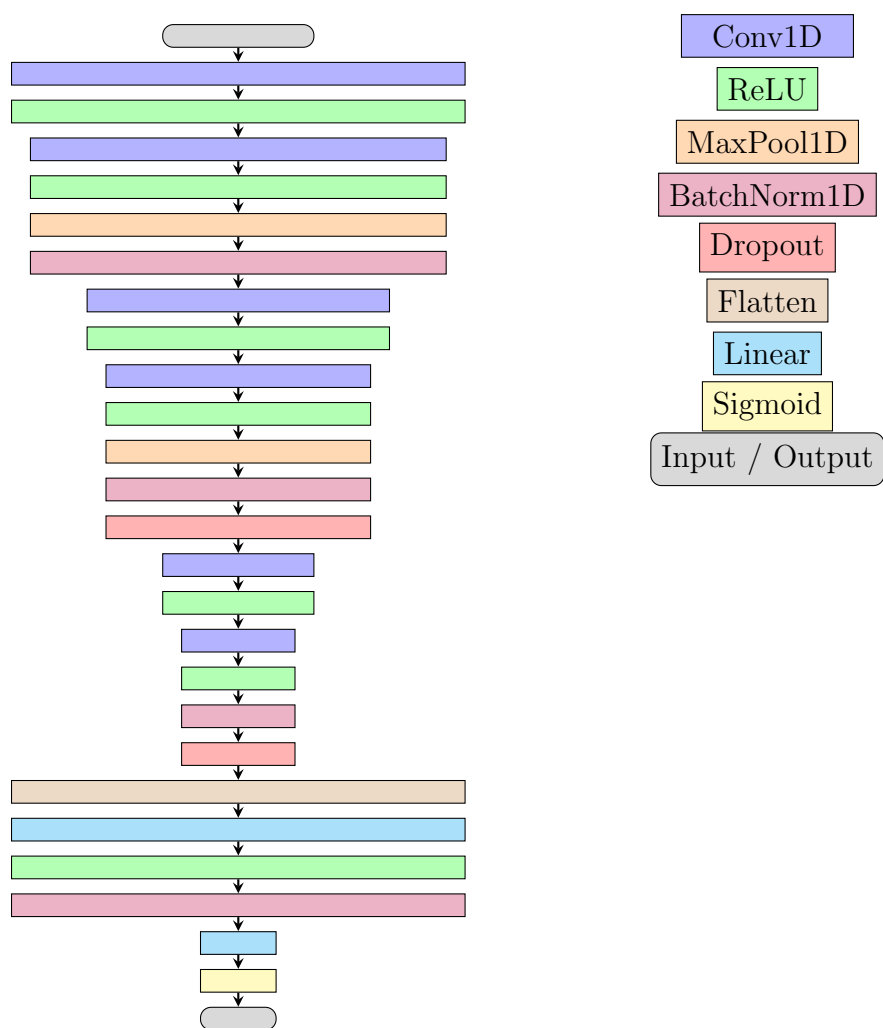 Conv1D
ReLU
MaxPool1D
BatchNorm1D
Dropout
Flatten
Linear
Sigmoid
Input / Output